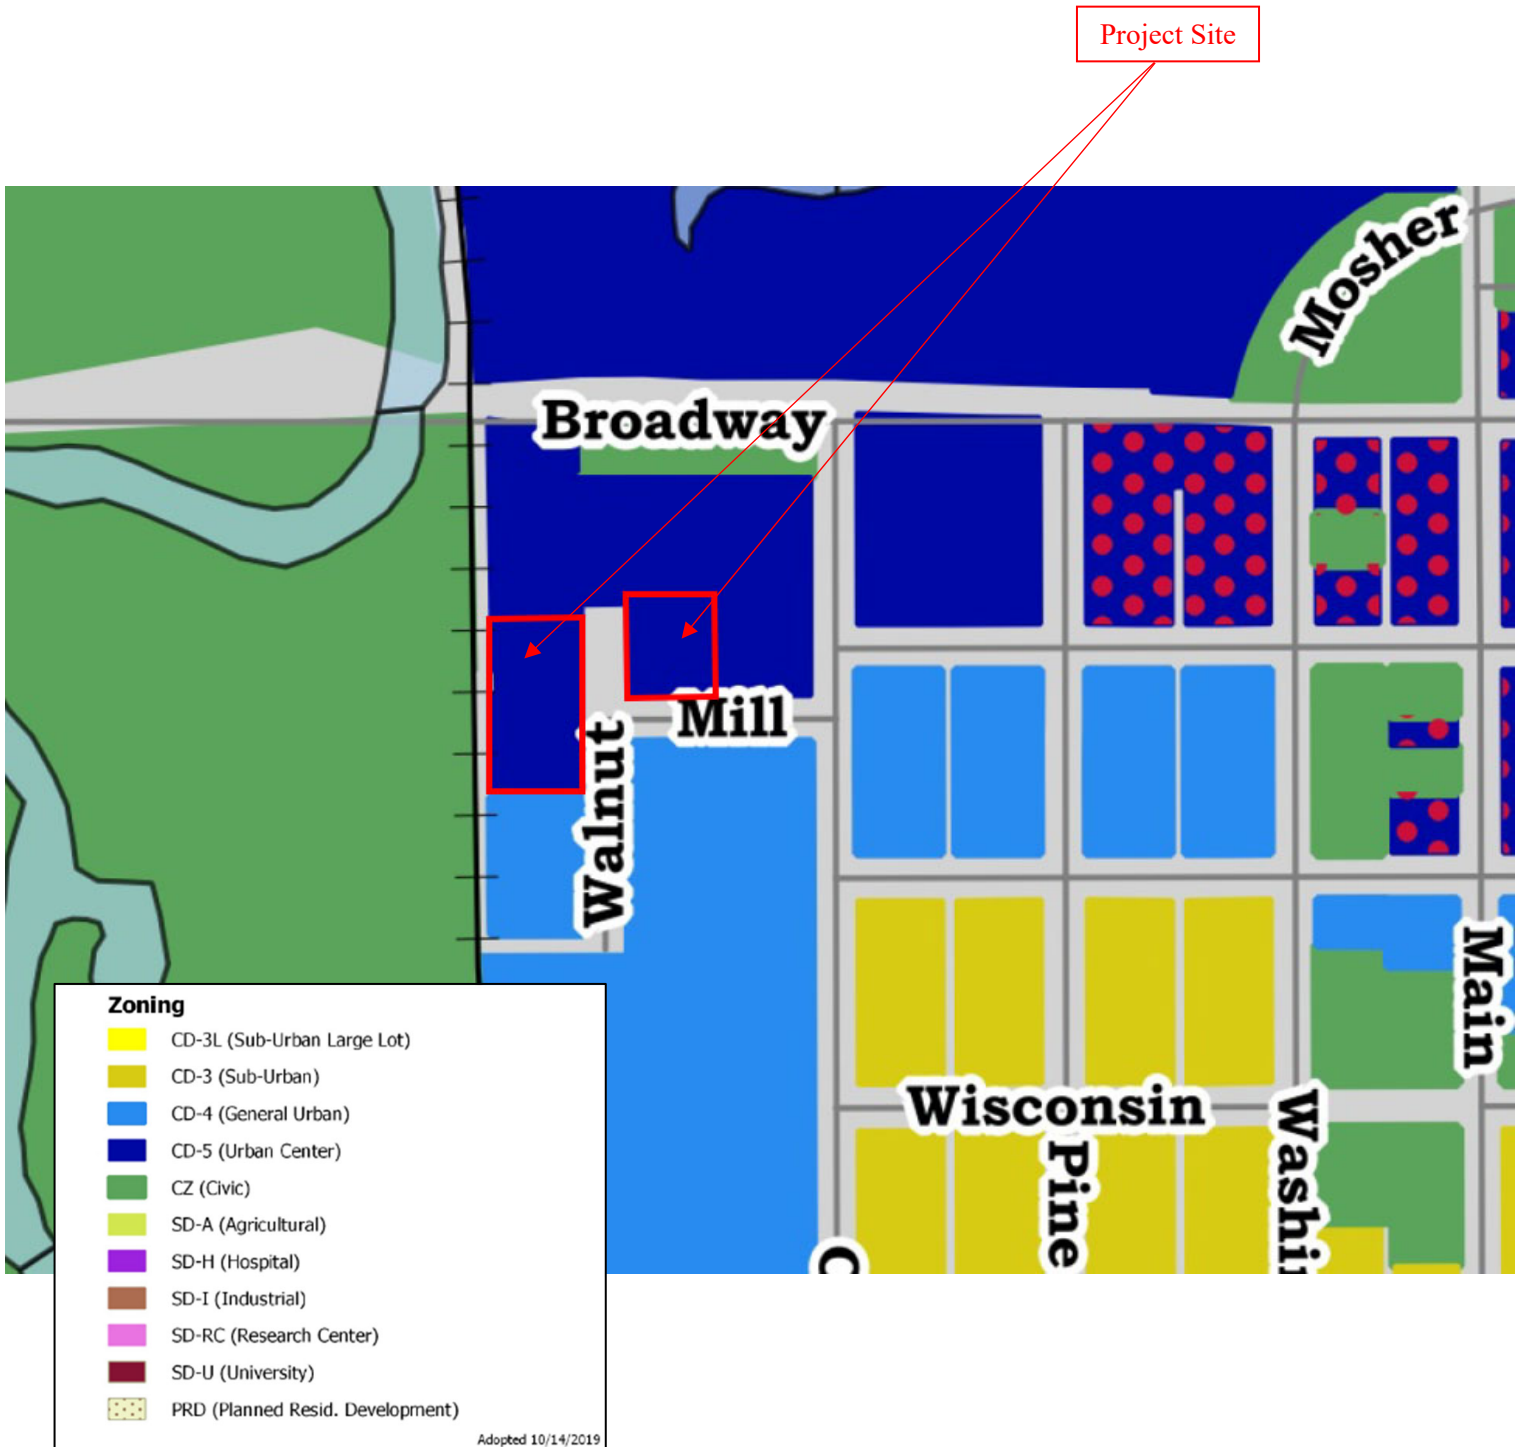 Project Site
Mosher
Broadway
Mill
Walnut
Main
Wisconsin
Pine
Washi
C
Zoning
CD-3L (Sub-Urban Large Lot)
CD-3 (Sub-Urban)
CD-4 (General Urban)
CD-5 (Urban Center)
CZ (Civic)
SD-A (Agricultural)
SD-H (Hospital)
SD-I (Industrial)
SD-RC (Research Center)
SD-U (University)
PRD (Planned Resid. Development)
Adopted 10/14/2019